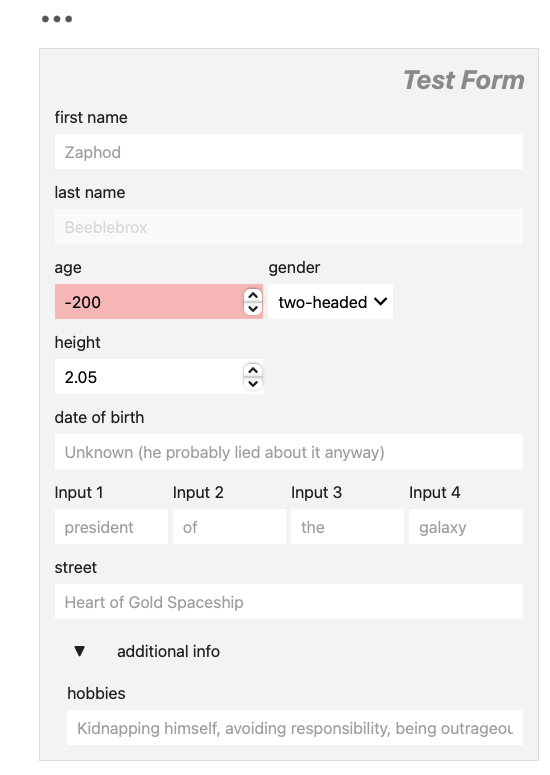 Test Form
first name
Zaphod
last name
Beeblebrox
age gender
-200 two-headed
height
2.05
date of birth
Unknown (he probably lied about it anyway)
Input 1 Input 2 Input 3 Input 4
president of the galaxy
street
Heart of Gold Spaceship
additional info
hobbies
Kidnapping himself, avoiding responsibility, being outrageou